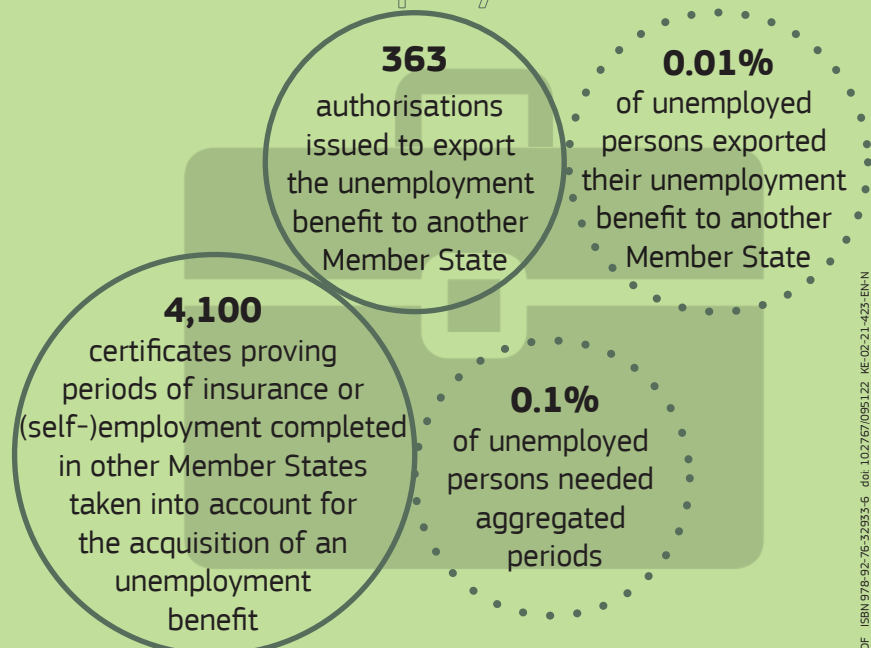 363
authorisations
issued to export
the unemployment
benefit to another
Member State
0.01%
of unemployed
persons exported
their unemployment
benefit to another
Member State
4,100
certificates proving
periods of insurance or
(self-)employment completed
in other Member States
taken into account for
the acquisition of an
unemployment
benefit
0.1%
of unemployed
persons needed
aggregated
periods
ISBN 978-92-76-32933-6 doi: 10.2767/095122 KE-02-21-423-EN-N